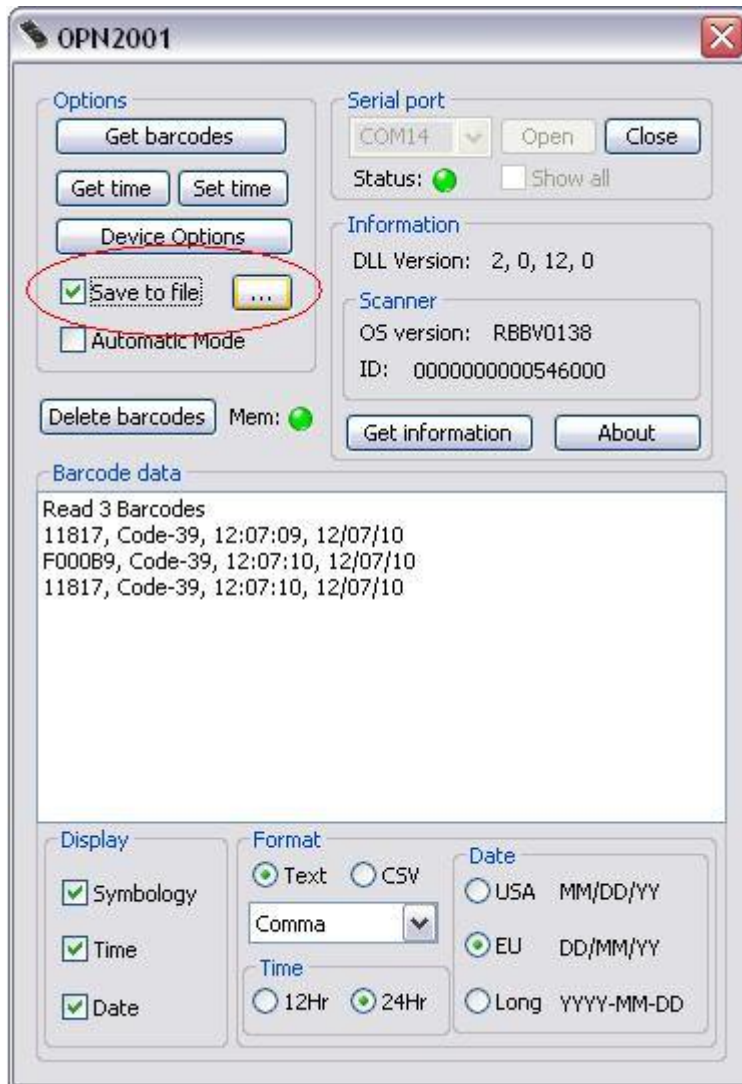 OPN2001
Options
Get barcodes
Get time Set time
Device Options
Save to file ...
Automatic Mode
Delete barcodes Mem:
Serial port
COM14 Open Close
Status: Show all
Information
DLL Version: 2, 0, 12, 0
Scanner
OS version: RBBV0138
ID: 0000000000546000
Get information About
Barcode data
Read 3 Barcodes
11817, Code-39, 12:07:09, 12/07/10
F000B9, Code-39, 12:07:10, 12/07/10
11817, Code-39, 12:07:10, 12/07/10
Display
Symbology
Time
Date
Format
Text CSV
Comma
Time
12Hr 24Hr
Date
USA MM/DD/YY
EU DD/MM/YY
Long YYYY-MM-DD